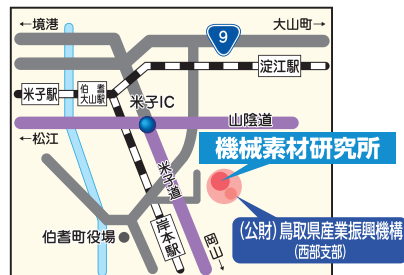 ←境港
大山町→
9
淀江駅
米子駅
伯耆
大山駅
米子IC
山陰道
←松江
機械素材研究所
米子道
(公財)鳥取県産業振興機構
(西部支部)
伯耆町役場
岸本駅
岡山↓